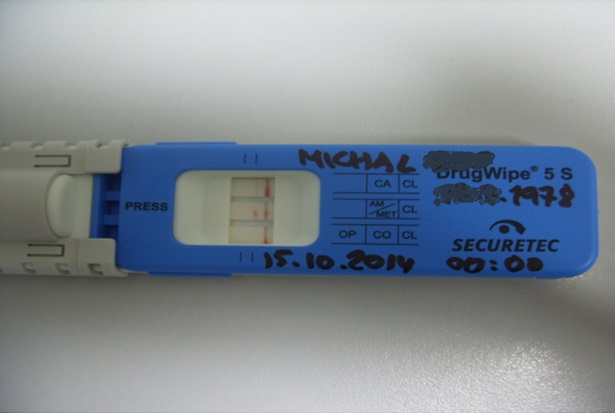 MICHAL
DrugWipe® 5 S
1978
PRESS
CA CL
AM/MET CL
OP CO CL
SECURETEC
15.10.2014 00:00